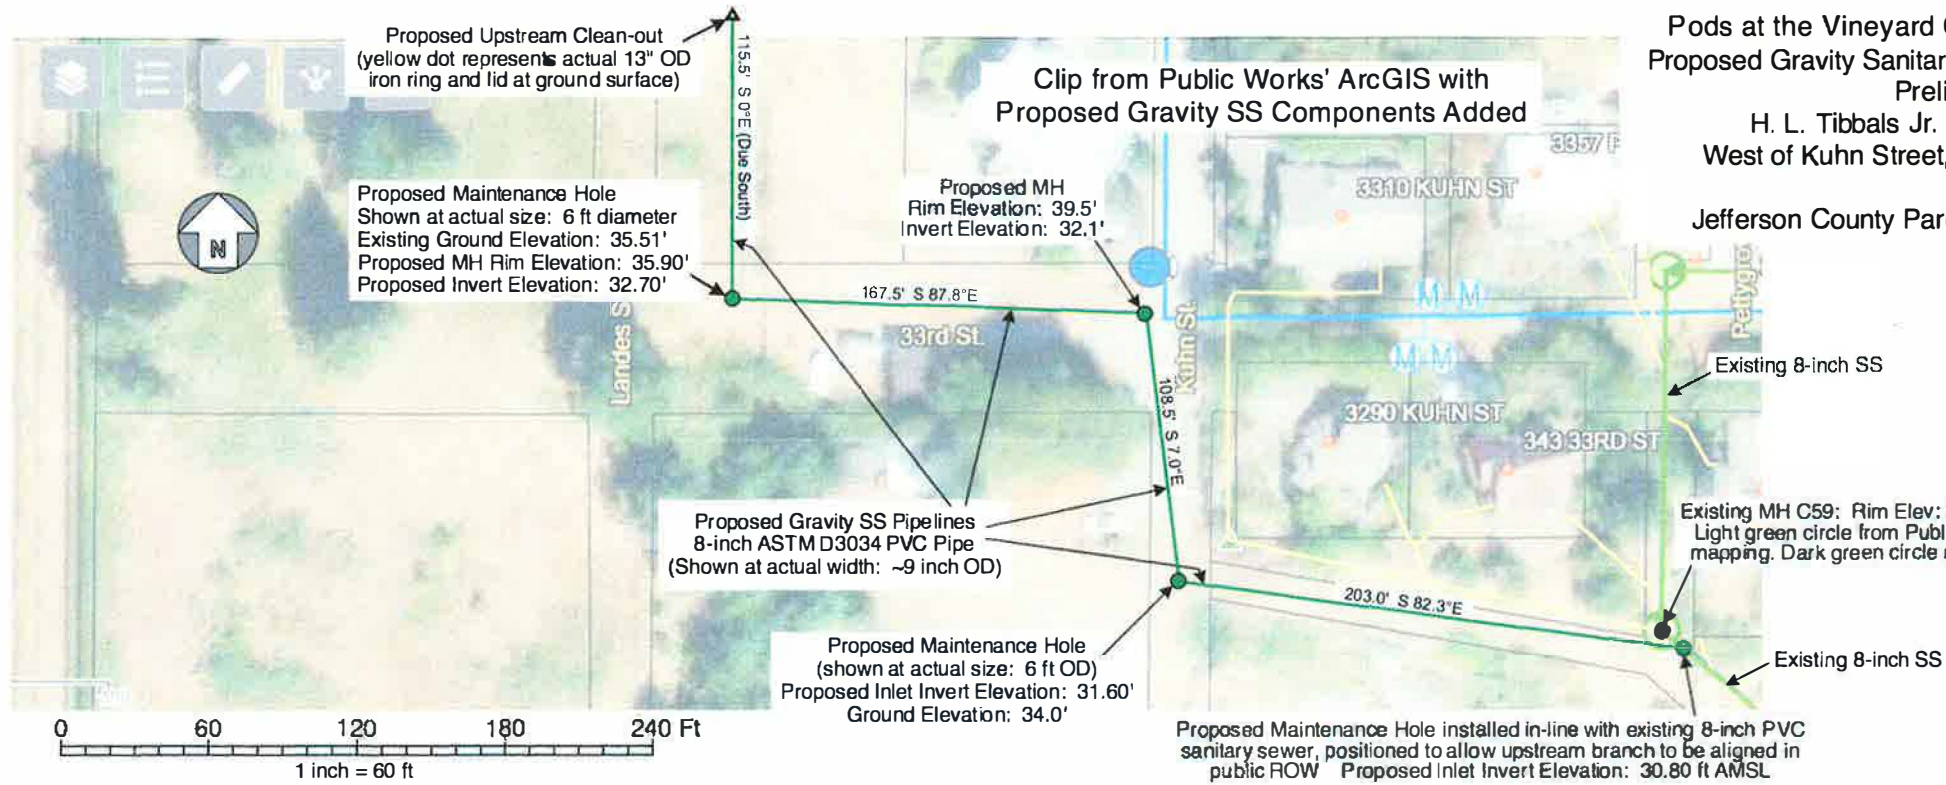 Proposed Upstream Clean-out
(yellow dot represents actual 13" OD
iron ring and lid at ground surface)
115.5' S 0°E (Due South)
Clip from Public Works' ArcGIS with
Proposed Gravity SS Components Added
Pods at the Vineyard
Proposed Gravity
West of Kuhn Street,
H. L. Tibbals Jr.
Jefferson County
3310 KUHN ST
N
Proposed Maintenance Hole
Shown at actual size: 6 ft diameter
Existing Ground Elevation: 35.51'
Proposed MH Rim Elevation: 35.90'
Proposed Invert Elevation: 32.70'
Proposed MH
Rim Elevation: 39.5'
Invert Elevation: 32.1'
167.5' S 87.8°E
33rd St.
Kuhn St.
M M
M M
Existing 8-inch SS
108.5' S 7.0°E
3290 KUHN ST
343 33RD ST
Proposed Gravity SS Pipelines
8-inch ASTM D3034 PVC Pipe
(Shown at actual width: ~9 inch OD)
Existing MH C59: Rim Elev:
Light green circle from
mapping. Dark green circle
203.0' S 82.3°E
Proposed Maintenance Hole
(shown at actual size: 6 ft OD)
Proposed Inlet Invert Elevation: 31.60'
Ground Elevation: 34.0'
Existing 8-inch SS
Proposed Maintenance Hole installed in-line with existing 8-inch PVC
sanitary sewer, positioned to allow upstream branch to be aligned in
public ROW Proposed Inlet Invert Elevation: 30.80 ft AMSL
0 60 120 180 240 Ft
1 inch = 60 ft